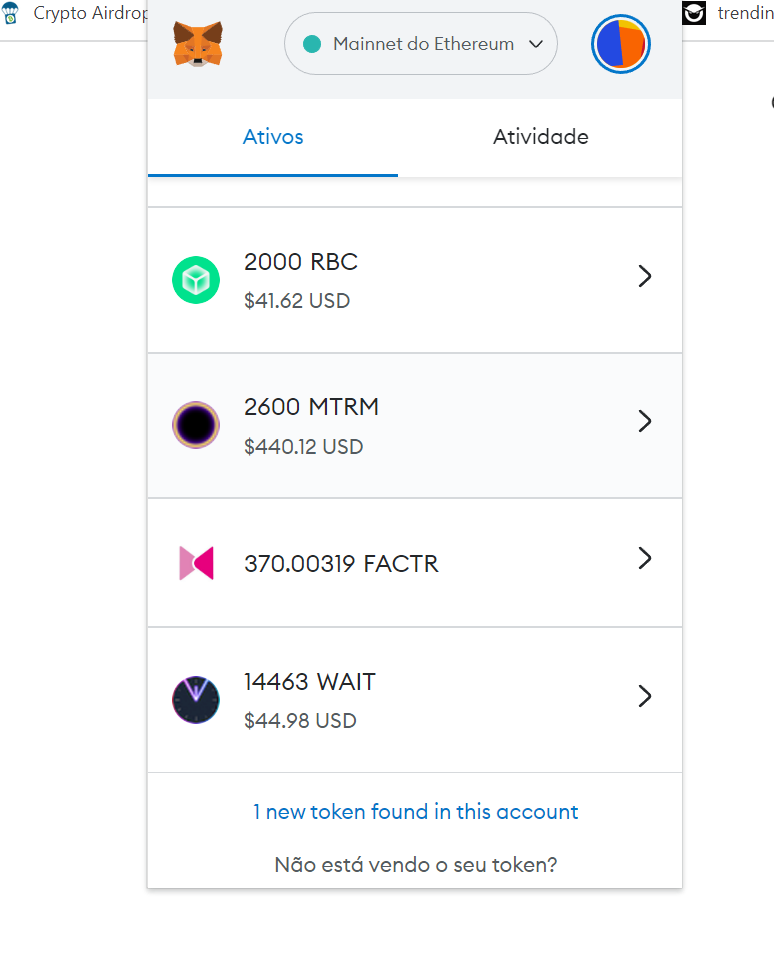 Crypto Airdrop
trendin
Mainnet do Ethereum
Ativos
Atividade
2000 RBC
$41.62 USD
2600 MTRM
$440.12 USD
370.00319 FACTR
14463 WAIT
$44.98 USD
1 new token found in this account
Não está vendo o seu token?